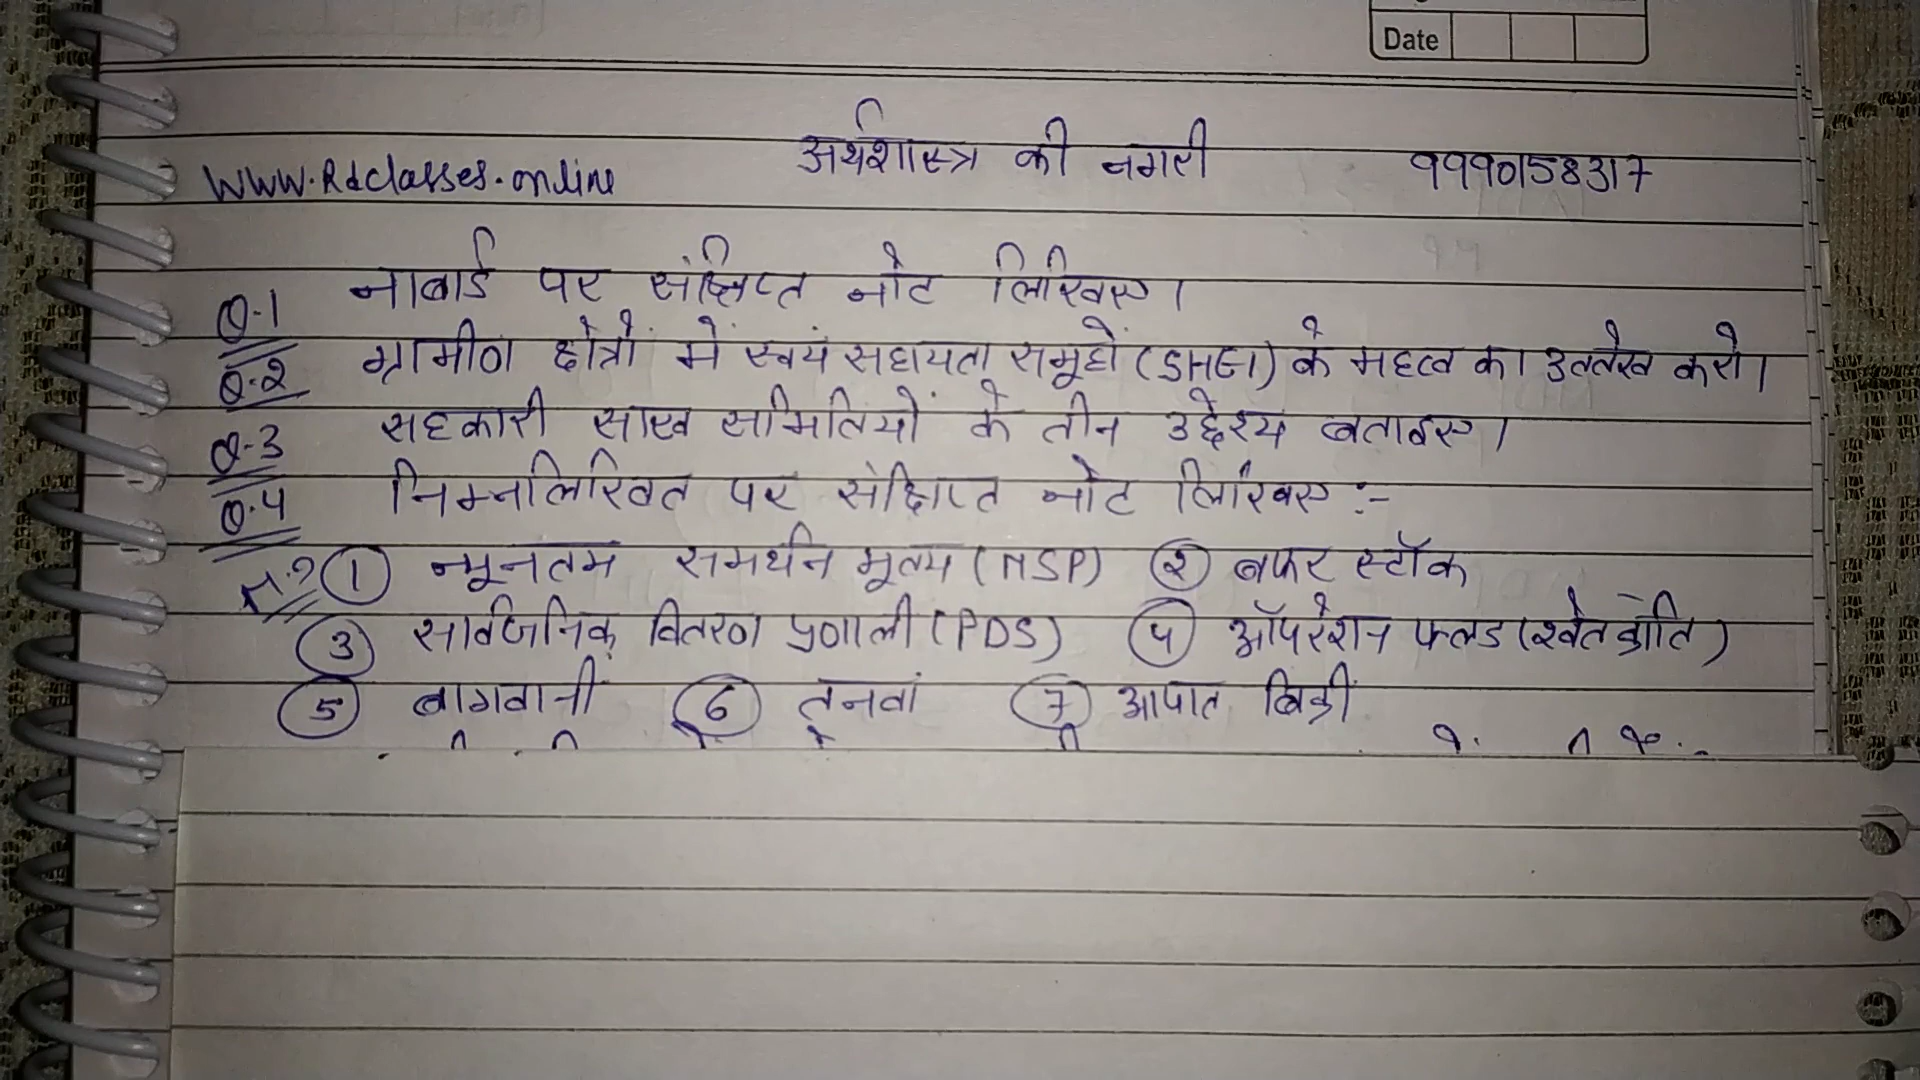 Date
अर्थशास्त्र की नगरी
www.Rdclasses.online 9990158317
Q.1 नाबार्ड पर संक्षिप्त नोट लिखिए।
Q.2 ग्रामीण क्षेत्रों में स्वयं सहायता समूहों (SHG) के महत्व का उल्लेख करो।
Q.3 सहकारी साख समितियों के तीन उद्देश्य बताइए।
Q.4 निम्नलिखित पर संक्षिप्त नोट लिखिए :-
① न्यूनतम समर्थन मूल्य (MSP) ② बफर स्टॉक
③ सार्वजनिक वितरण प्रणाली (PDS) ④ ऑपरेशन फ्लड (श्वेत क्रांति)
⑤ बागवानी ⑥ तूनवां ⑦ आपात बिक्री